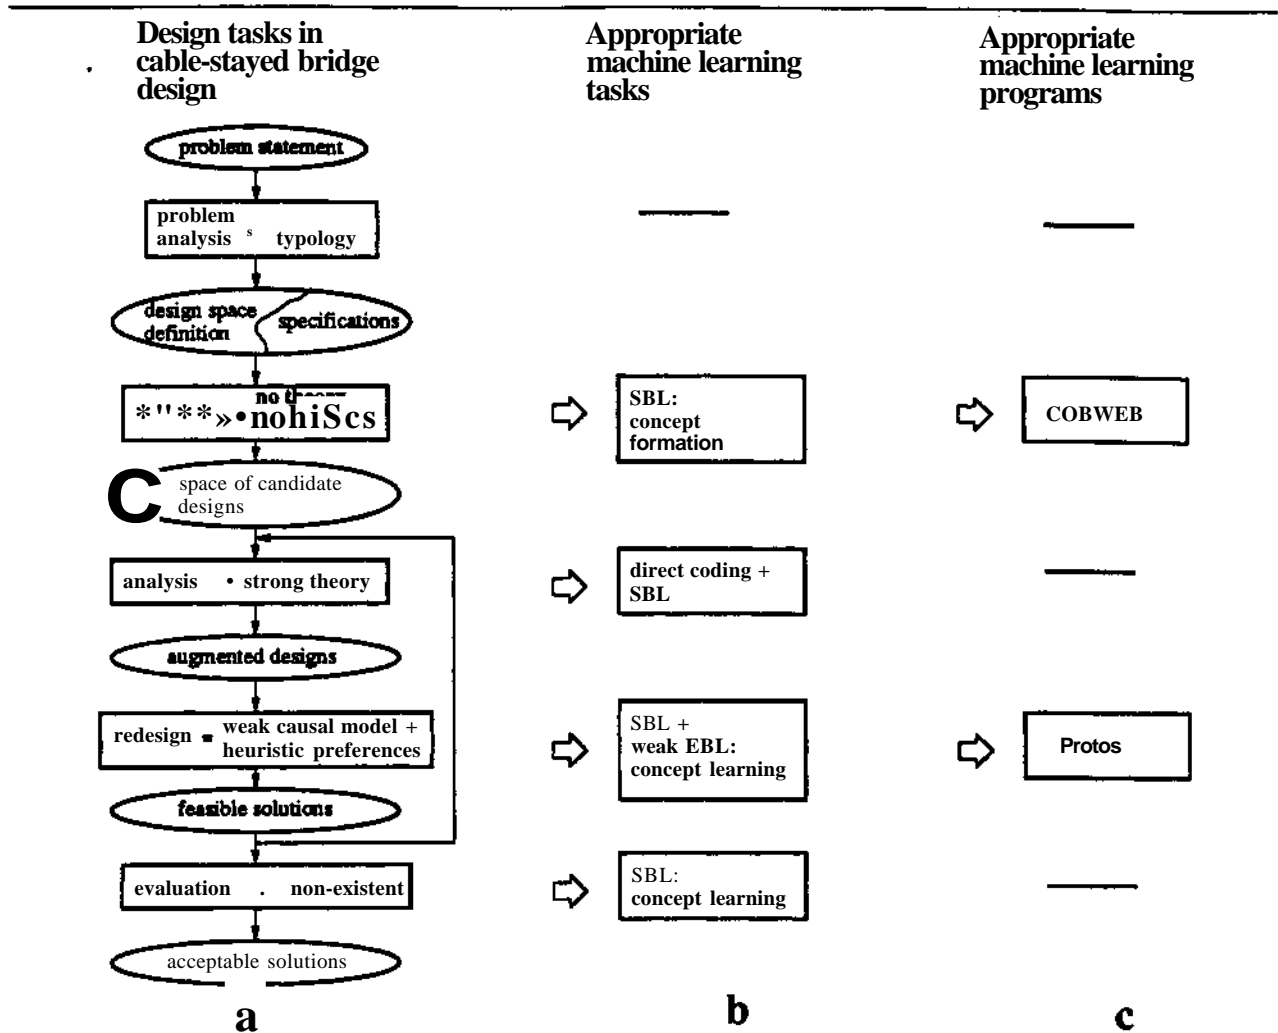 Design tasks in
cable-stayed bridge
design
Appropriate
machine learning
tasks
Appropriate
machine learning
programs
problem statement
problem
analysis s typology
design space
definition
specifications
no
*"**»•nohiScs
SBL:
concept
formation
COBWEB
C space of candidate
designs
analysis • strong theory
direct coding +
SBL
augmented designs
redesign = weak causal model +
heuristic preferences
SBL +
weak EBL:
concept learning
Protos
feasible solutions
evaluation . non-existent
SBL:
concept learning
acceptable solutions
a
b
c